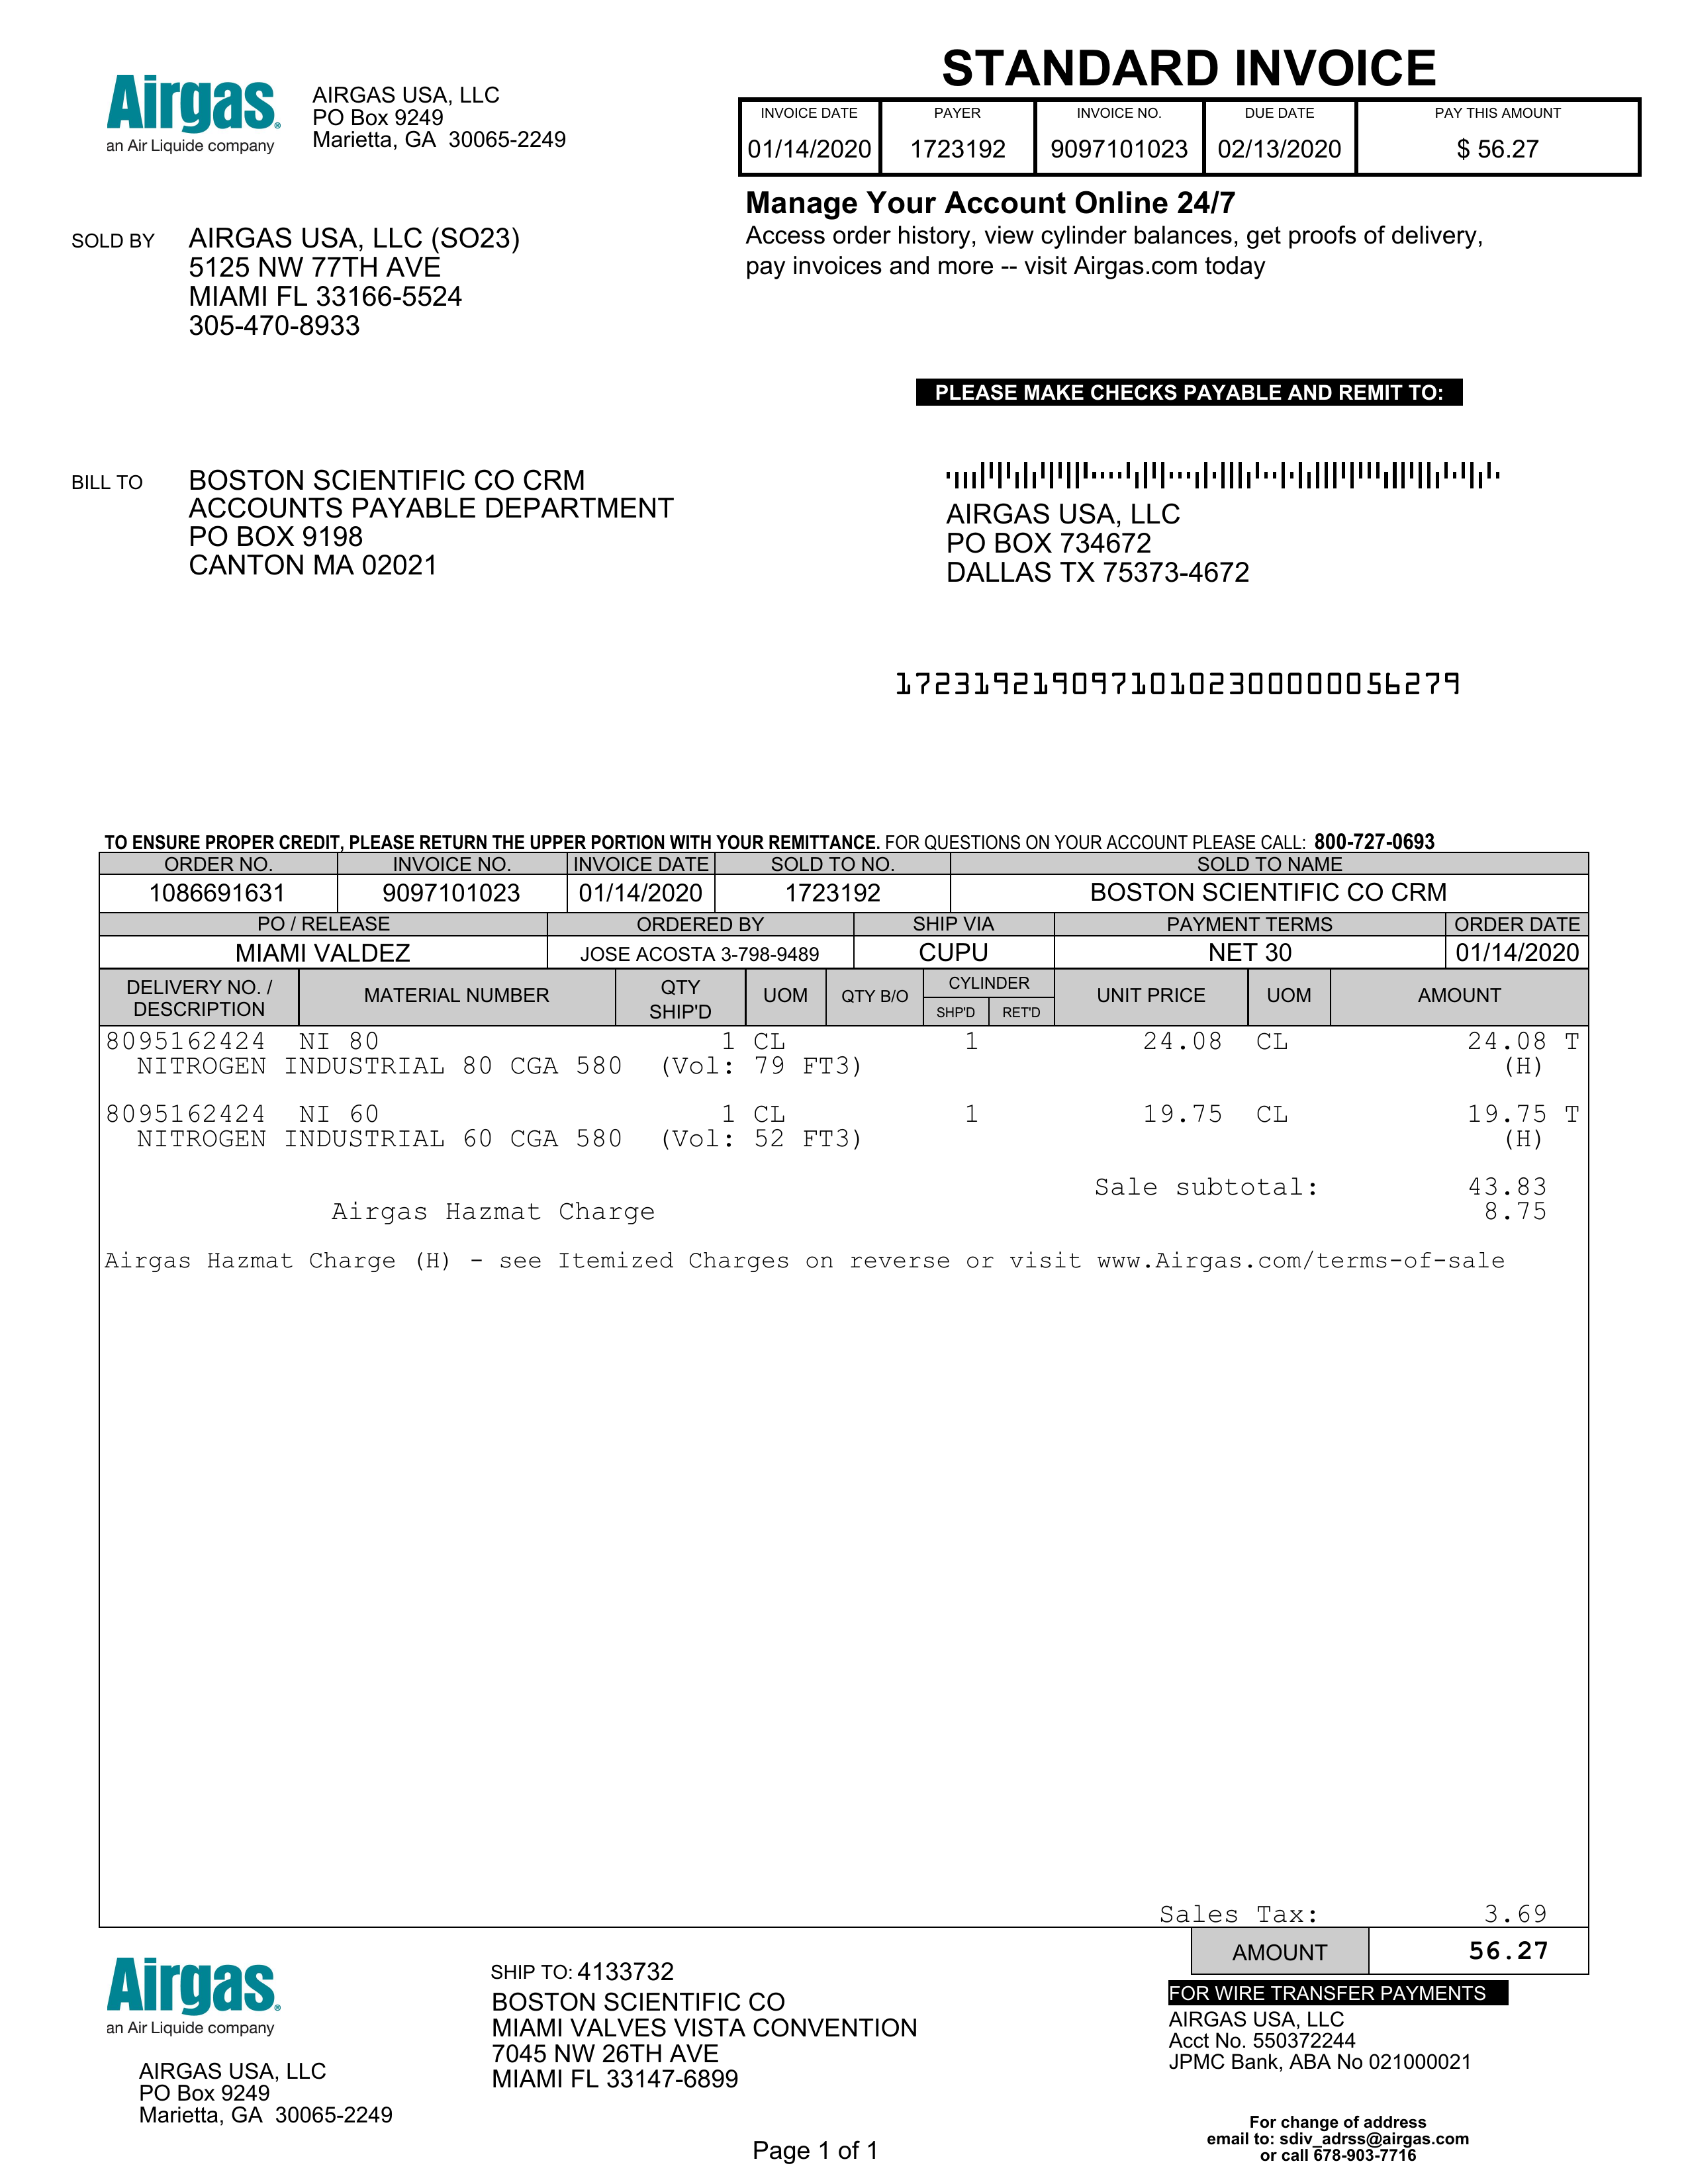 Airgas
an Air Liquide company
AIRGAS USA, LLC
PO Box 9249
Marietta, GA 30065-2249
STANDARD INVOICE
INVOICE DATE PAYER INVOICE NO. DUE DATE PAY THIS AMOUNT
01/14/2020 1723192 9097101023 02/13/2020 $ 56.27
Manage Your Account Online 24/7
Access order history, view cylinder balances, get proofs of delivery,
pay invoices and more -- visit Airgas.com today
SOLD BY AIRGAS USA, LLC (SO23)
5125 NW 77TH AVE
MIAMI FL 33166-5524
305-470-8933
PLEASE MAKE CHECKS PAYABLE AND REMIT TO:
BILL TO BOSTON SCIENTIFIC CO CRM
ACCOUNTS PAYABLE DEPARTMENT
PO BOX 9198
CANTON MA 02021
AIRGAS USA, LLC
PO BOX 734672
DALLAS TX 75373-4672
17231921909710102300000056279
TO ENSURE PROPER CREDIT, PLEASE RETURN THE UPPER PORTION WITH YOUR REMITTANCE. FOR QUESTIONS ON YOUR ACCOUNT PLEASE CALL: 800-727-0693
ORDER NO. INVOICE NO. INVOICE DATE SOLD TO NO. SOLD TO NAME
1086691631 9097101023 01/14/2020 1723192 BOSTON SCIENTIFIC CO CRM
PO / RELEASE ORDERED BY SHIP VIA PAYMENT TERMS ORDER DATE
MIAMI VALDEZ JOSE ACOSTA 3-798-9489 CUPU NET 30 01/14/2020
DELIVERY NO. / DESCRIPTION MATERIAL NUMBER QTY SHIP'D UOM QTY B/O CYLINDER SHP'D RET'D UNIT PRICE UOM AMOUNT
8095162424 NI 80 1 CL 1 24.08 CL 24.08 T
NITROGEN INDUSTRIAL 80 CGA 580 (Vol: 79 FT3) (H)
8095162424 NI 60 1 CL 1 19.75 CL 19.75 T
NITROGEN INDUSTRIAL 60 CGA 580 (Vol: 52 FT3) (H)
Sale subtotal: 43.83
Airgas Hazmat Charge 8.75
Airgas Hazmat Charge (H) - see Itemized Charges on reverse or visit www.Airgas.com/terms-of-sale
Sales Tax: 3.69
AMOUNT 56.27
Airgas
an Air Liquide company
AIRGAS USA, LLC
PO Box 9249
Marietta, GA 30065-2249
SHIP TO: 4133732
BOSTON SCIENTIFIC CO
MIAMI VALVES VISTA CONVENTION
7045 NW 26TH AVE
MIAMI FL 33147-6899
FOR WIRE TRANSFER PAYMENTS
AIRGAS USA, LLC
Acct No. 550372244
JPMC Bank, ABA No 021000021
For change of address
email to: sdiv_adrss@airgas.com
or call 678-903-7716
Page 1 of 1